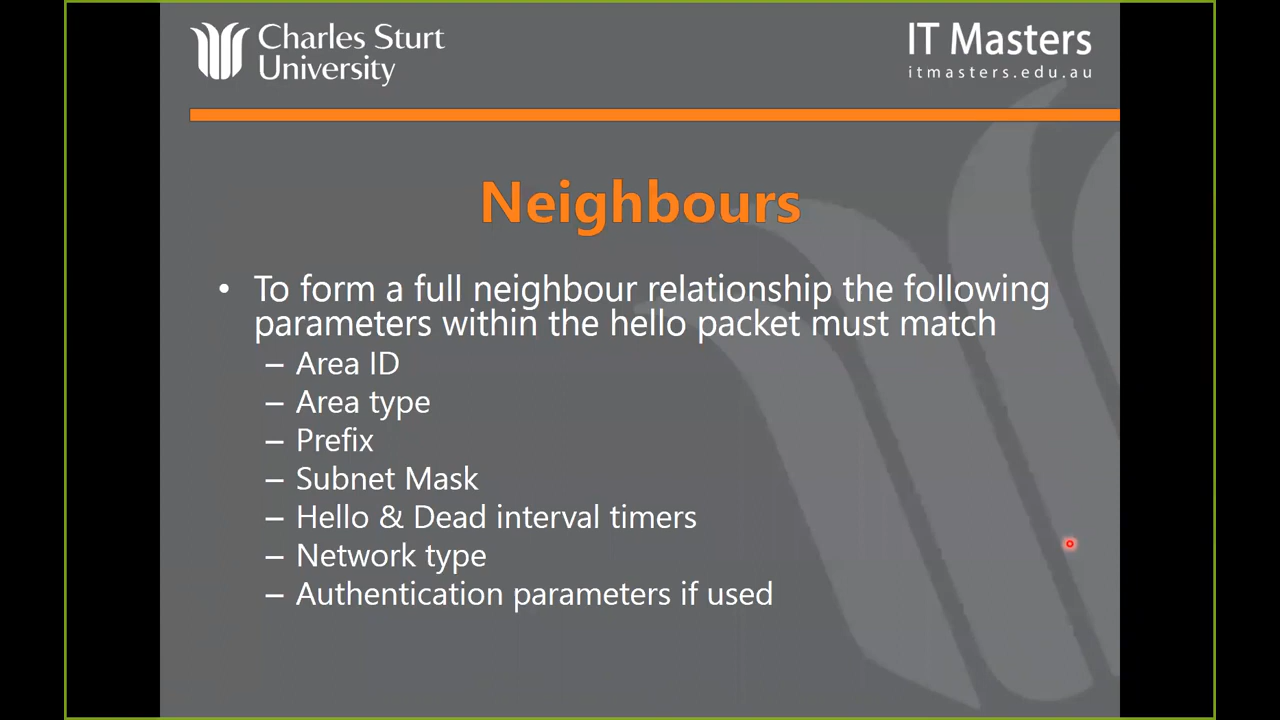 Charles Sturt
University
IT Masters
itmasters.edu.au
Neighbours
• To form a full neighbour relationship the following
parameters within the hello packet must match
– Area ID
– Area type
– Prefix
– Subnet Mask
– Hello & Dead interval timers
– Network type
– Authentication parameters if used